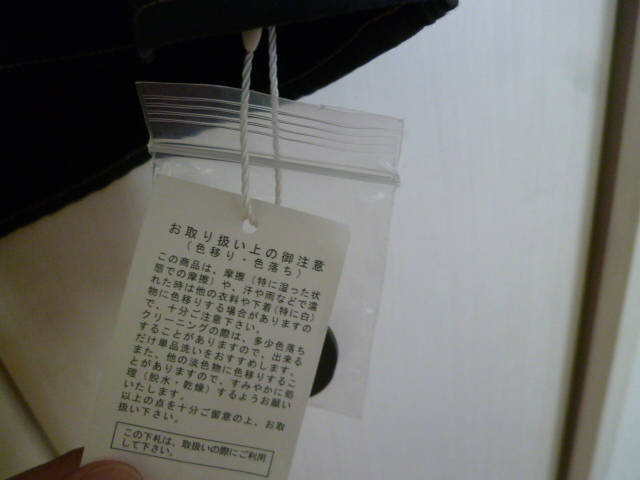 お取り扱い上の御注意
（色移り・色落ち）
この商品は、摩擦（特に湿った状
態での摩擦）や、汗や雨などで濡
れた時は他の衣料や下着（特に白）
物に色移りする場合がありますの
で、十分ご注意下さい。
クリーニングの際は、多少色落ち
することがありますので、出来る
だけ単品洗いをおすすめします。
また、他の淡色物に色移りするこ
とがありますので、すみやかに処
理（脱水・乾燥）するようお願い
いたします。
以上の点を十分ご留意の上、お取
扱い下さい。
この下札は、取扱いの際にご利用
して下さい。